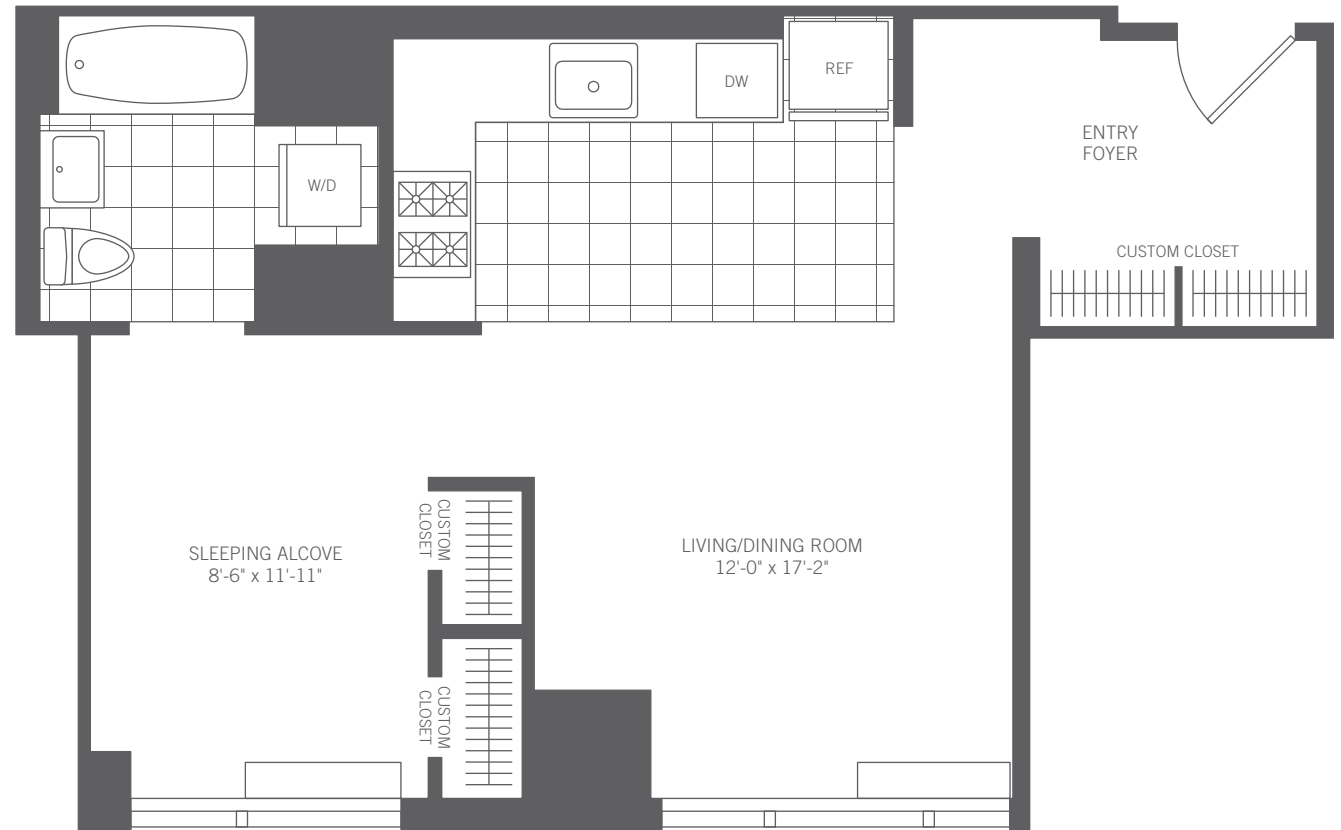 DW
REF
ENTRY
FOYER
W/D
CUSTOM CLOSET
CUSTOM
CLOSET
SLEEPING ALCOVE
8'-6" x 11'-11"
LIVING/DINING ROOM
12'-0" x 17'-2"
CUSTOM
CLOSET